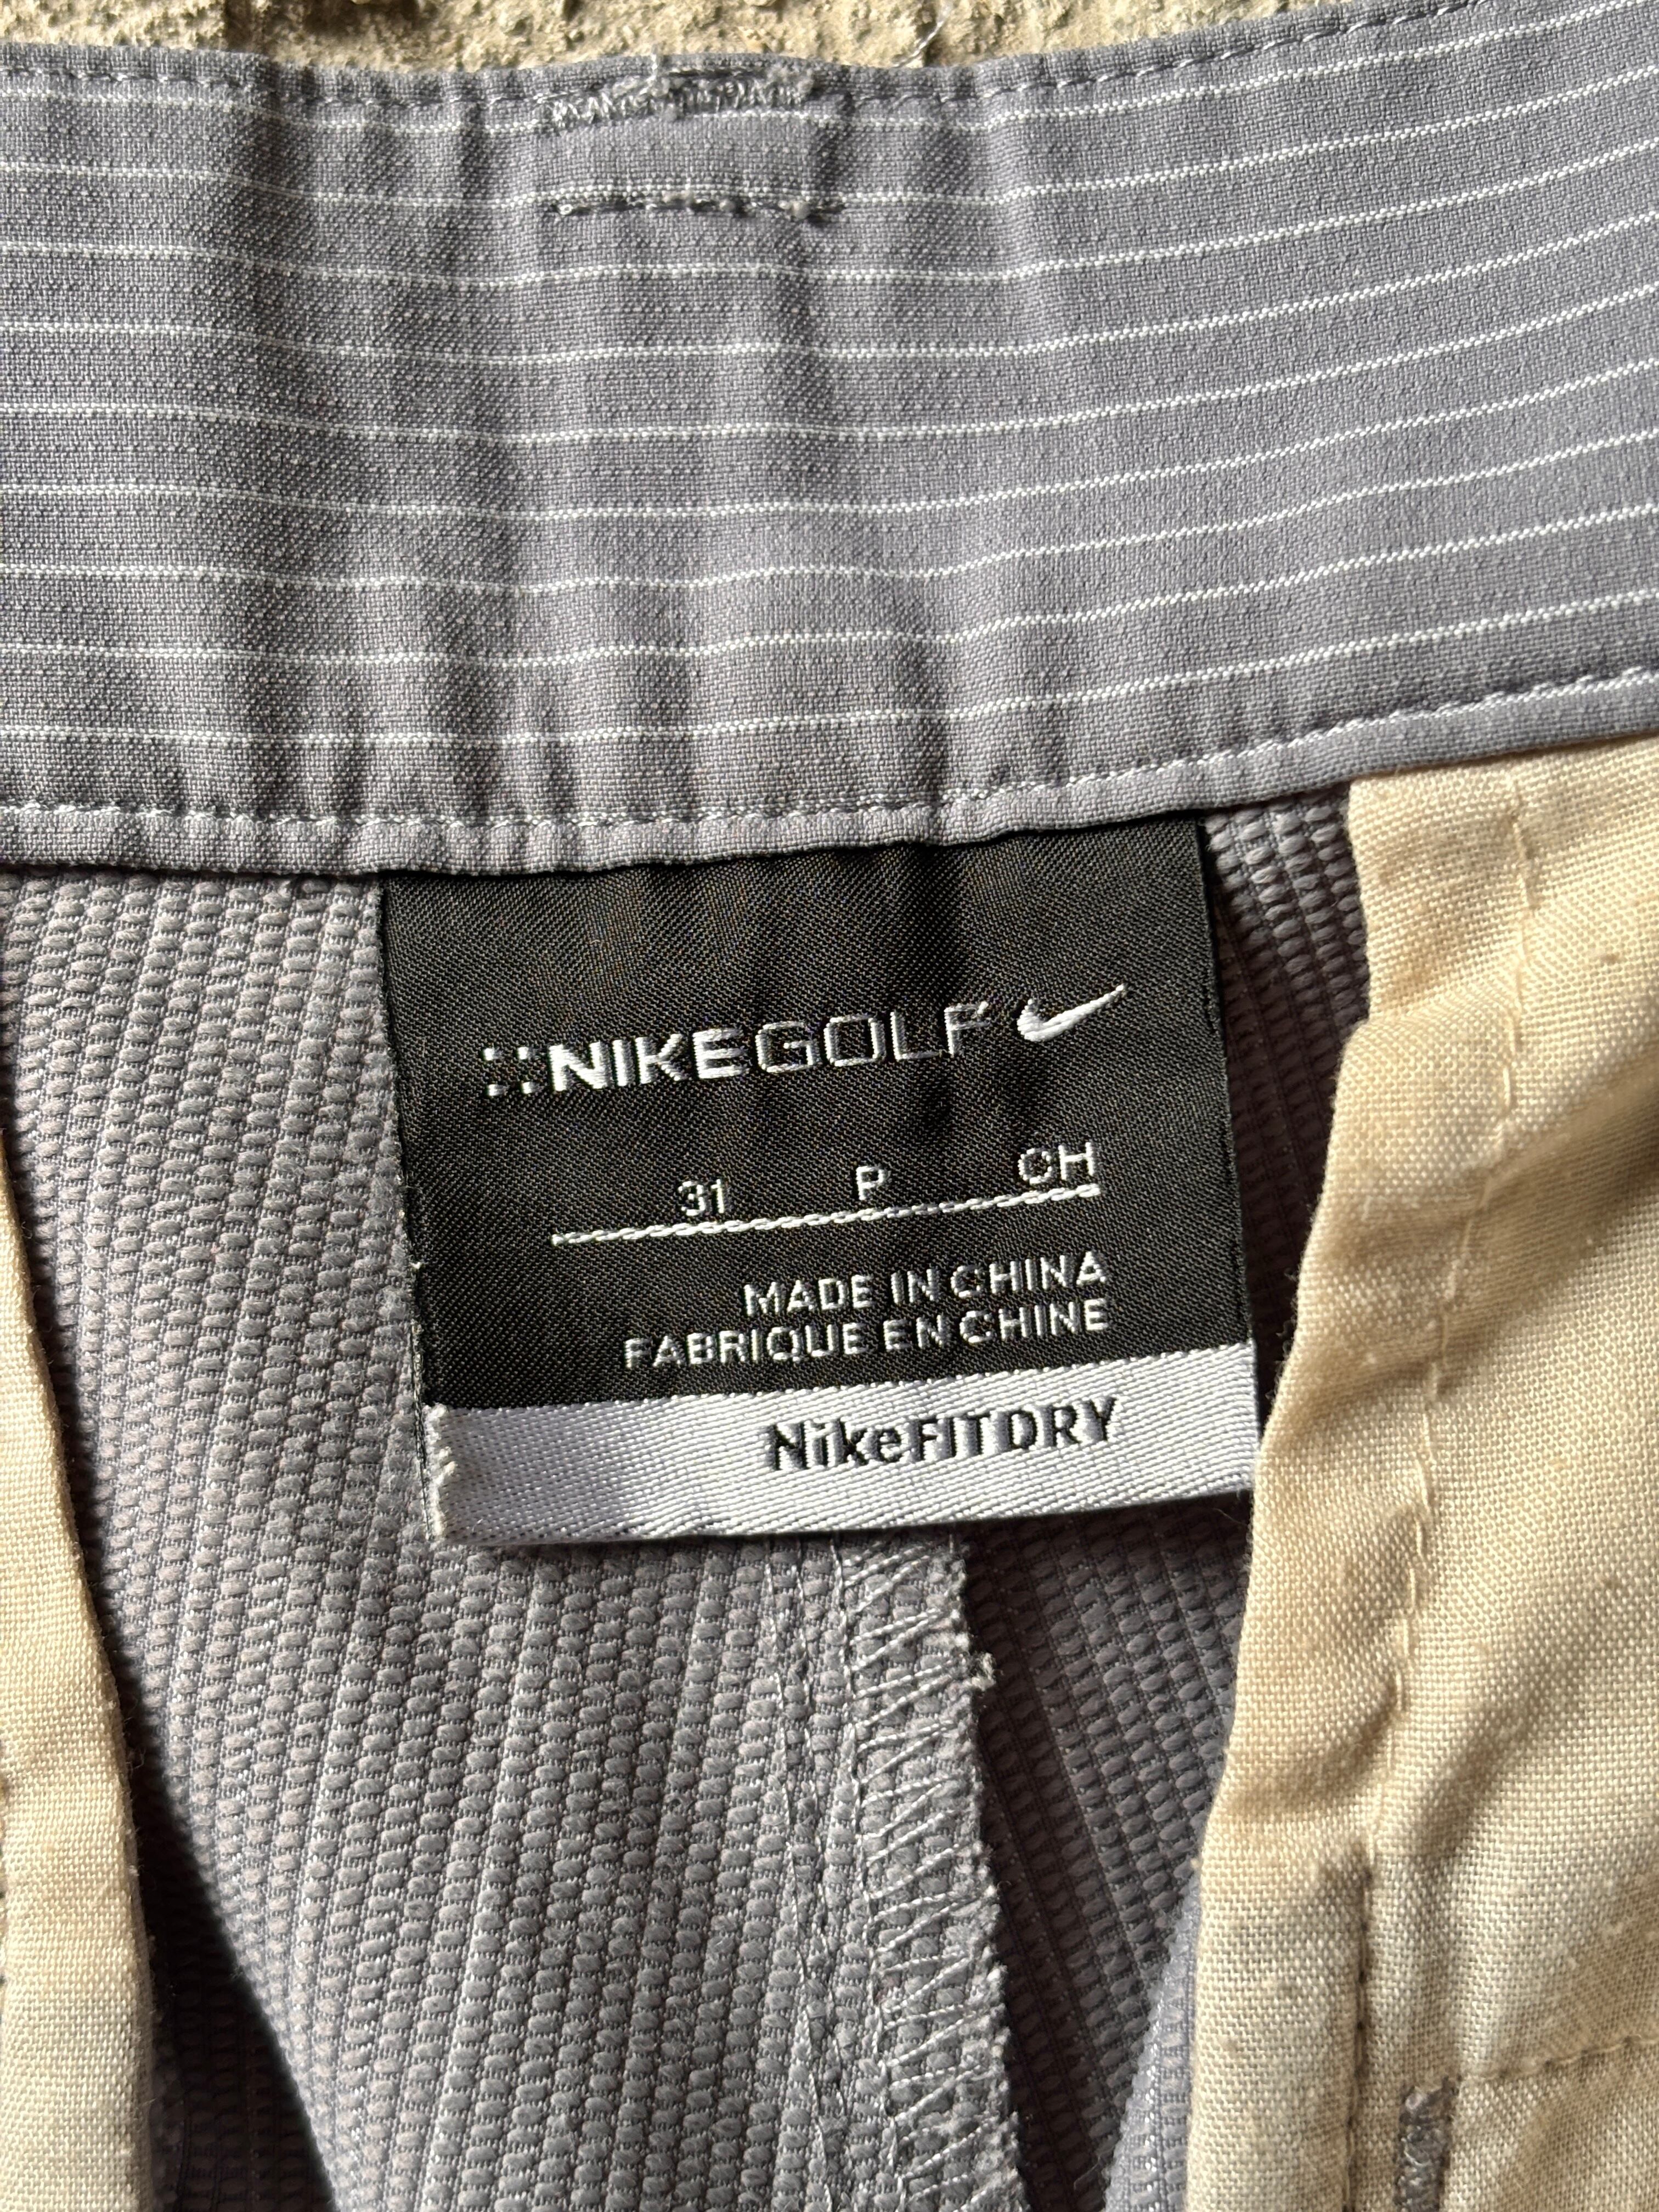 NIKEGOLF
31 P CH
MADE IN CHINA
FABRIQUE EN CHINE
NikeFITDRY